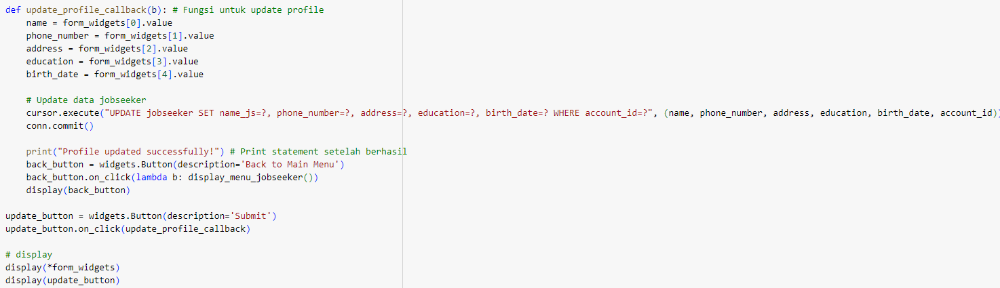 def update_profile_callback(b): # Fungsi untuk update profile
    name = form_widgets[0].value
    phone_number = form_widgets[1].value
    address = form_widgets[2].value
    education = form_widgets[3].value
    birth_date = form_widgets[4].value

    # Update data jobseeker
    cursor.execute("UPDATE jobseeker SET name_js=?, phone_number=?, address=?, education=?, birth_date=? WHERE account_id=?", (name, phone_number, address, education, birth_date, account_id))
    conn.commit()

    print("Profile updated successfully!") # Print statement setelah berhasil
    back_button = widgets.Button(description='Back to Main Menu')
    back_button.on_click(lambda b: display_menu_jobseeker())
    display(back_button)

update_button = widgets.Button(description='Submit')
update_button.on_click(update_profile_callback)

# display
display(*form_widgets)
display(update_button)